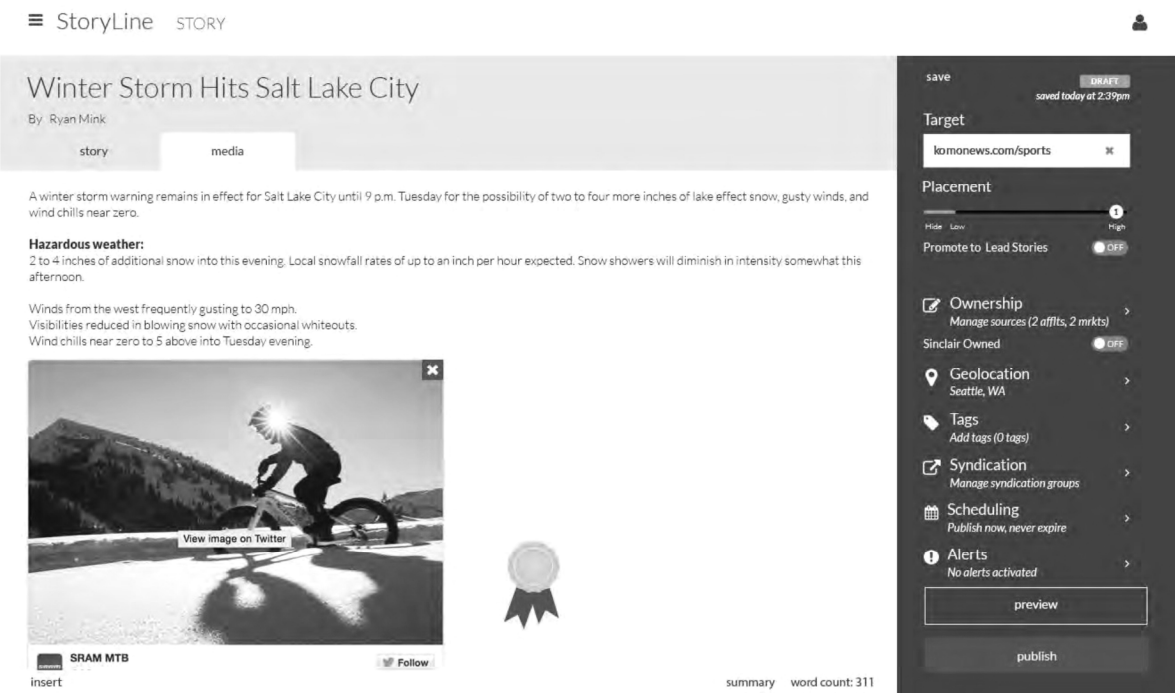 StoryLine STORY
Winter Storm Hits Salt Lake City
By Ryan Mink
story media
A winter storm warning remains in effect for Salt Lake City until 9 p.m. Tuesday for the possibility of two to four more inches of lake effect snow, gusty winds, and
wind chills near zero.
Hazardous weather:
2 to 4 inches of additional snow into this evening. Local snowfall rates of up to an inch per hour expected. Snow showers will diminish in intensity somewhat this
afternoon.
Winds from the west frequently gusting to 30 mph.
Visibilities reduced in blowing snow with occasional whiteouts.
Wind chills near zero to 5 above into Tuesday evening.
View image on Twitter
SRAM MTB
Follow
insert
summary word count: 311
save
DRAFT
saved today at 2:39pm
Target
komonews.com/sports
Placement
1
Hide Low High
Promote to Lead Stories OFF
Ownership
Manage sources (2 afflts, 2 mrkts)
Sinclair Owned OFF
Geolocation
Seattle, WA
Tags
Add tags (0 tags)
Syndication
Manage syndication groups
Scheduling
Publish now, never expire
Alerts
No alerts activated
preview
publish